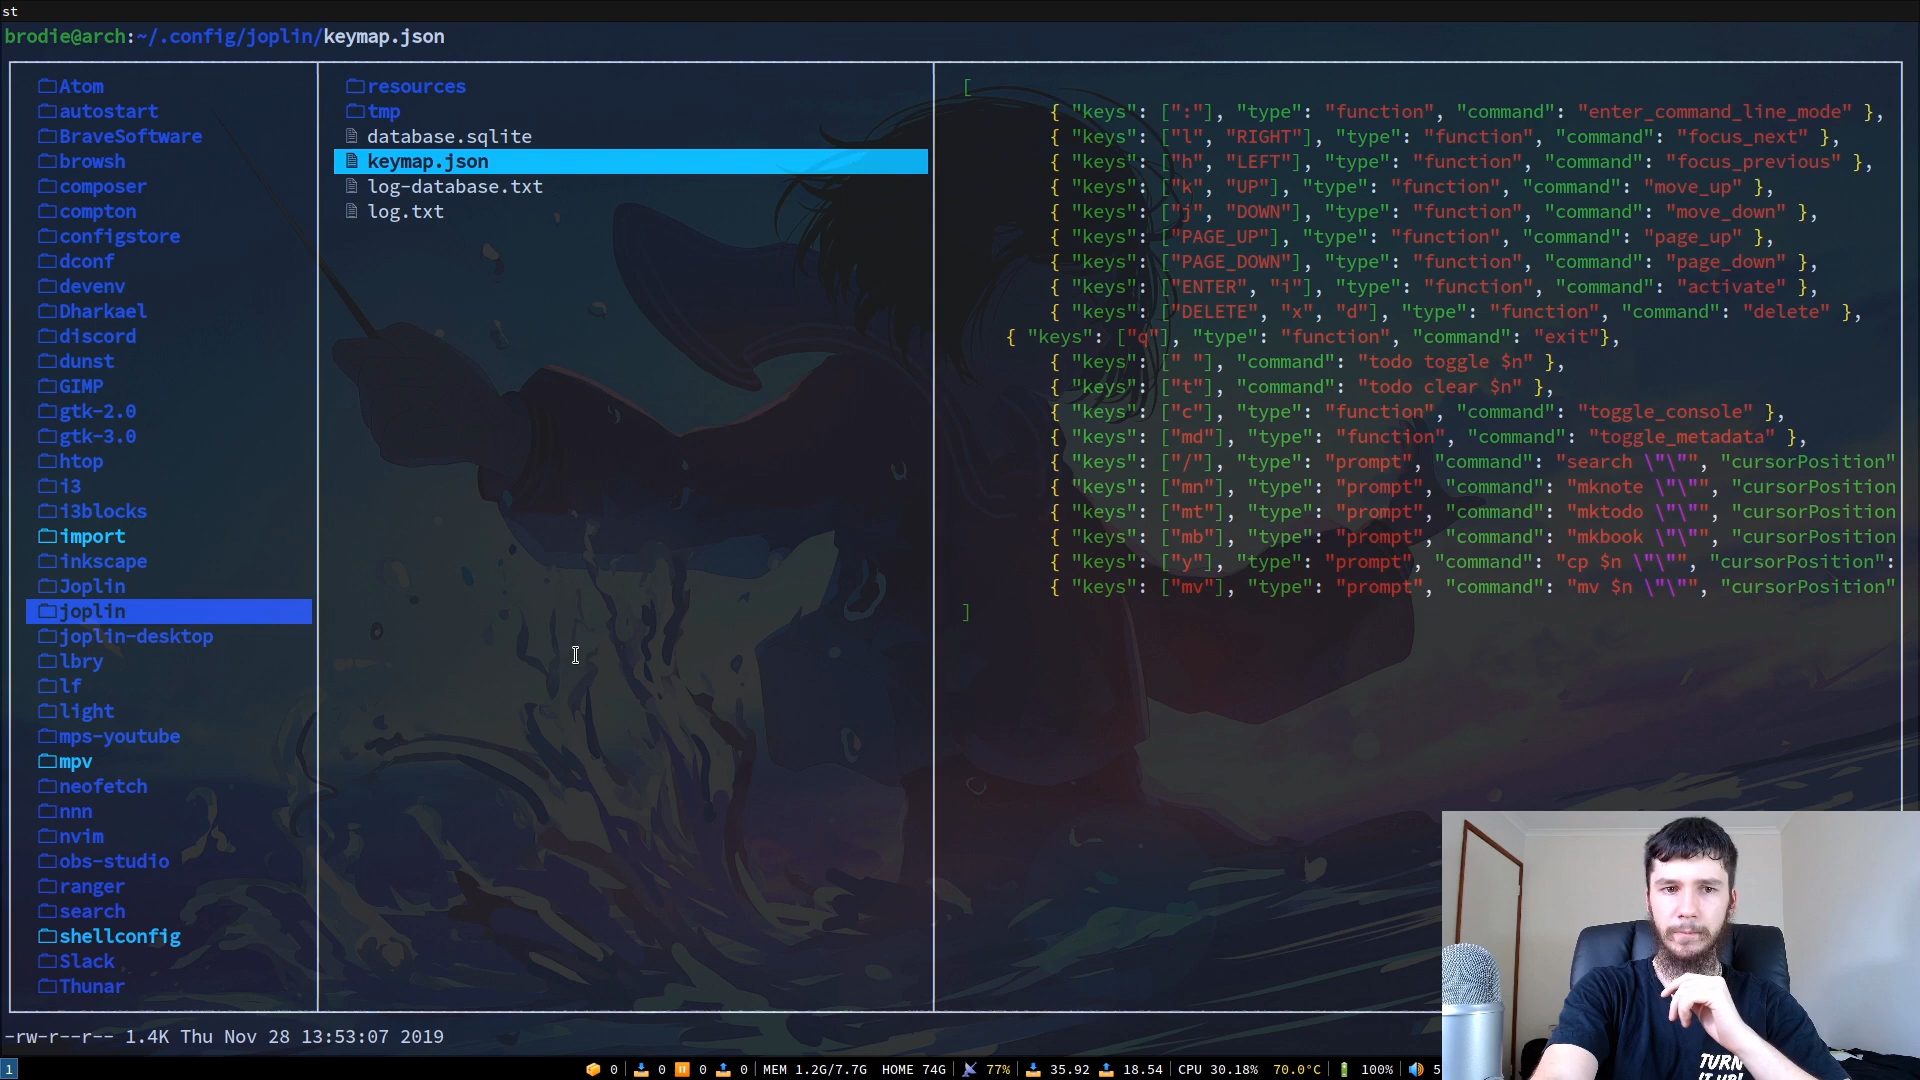 st
brodie@arch:~/.config/joplin/keymap.json
Atom
autostart
BraveSoftware
browsh
composer
compton
configstore
dconf
devenv
Dharkael
discord
dunst
GIMP
gtk-2.0
gtk-3.0
htop
i3
i3blocks
import
inkscape
Joplin
joplin
joplin-desktop
lbry
lf
light
mps-youtube
mpv
neofetch
nnn
nvim
obs-studio
ranger
search
shellconfig
Slack
Thunar
resources
tmp
database.sqlite
keymap.json
log-database.txt
log.txt
[
{ "keys": [":"], "type": "function", "command": "enter_command_line_mode" },
{ "keys": ["l", "RIGHT"], "type": "function", "command": "focus_next" },
{ "keys": ["h", "LEFT"], "type": "function", "command": "focus_previous" },
{ "keys": ["k", "UP"], "type": "function", "command": "move_up" },
{ "keys": ["j", "DOWN"], "type": "function", "command": "move_down" },
{ "keys": ["PAGE_UP"], "type": "function", "command": "page_up" },
{ "keys": ["PAGE_DOWN"], "type": "function", "command": "page_down" },
{ "keys": ["ENTER", "i"], "type": "function", "command": "activate" },
{ "keys": ["DELETE", "x", "d"], "type": "function", "command": "delete" },
{ "keys": ["q"], "type": "function", "command": "exit"},
{ "keys": [" "], "command": "todo toggle $n" },
{ "keys": ["t"], "command": "todo clear $n" },
{ "keys": ["c"], "type": "function", "command": "toggle_console" },
{ "keys": ["md"], "type": "function", "command": "toggle_metadata" },
{ "keys": ["/"], "type": "prompt", "command": "search \"\"", "cursorPosition"
{ "keys": ["mn"], "type": "prompt", "command": "mknote \"\"", "cursorPosition
{ "keys": ["mt"], "type": "prompt", "command": "mktodo \"\"", "cursorPosition
{ "keys": ["mb"], "type": "prompt", "command": "mkbook \"\"", "cursorPosition
{ "keys": ["y"], "type": "prompt", "command": "cp $n \"\"", "cursorPosition":
{ "keys": ["mv"], "type": "prompt", "command": "mv $n \"\"", "cursorPosition"
]
-rw-r--r-- 1.4K Thu Nov 28 13:53:07 2019
1
0 0 0 0 MEM 1.2G/7.7G HOME 74G 77% 35.92 18.54 CPU 30.18% 70.0°C 100% 5
TURN
IT UP!